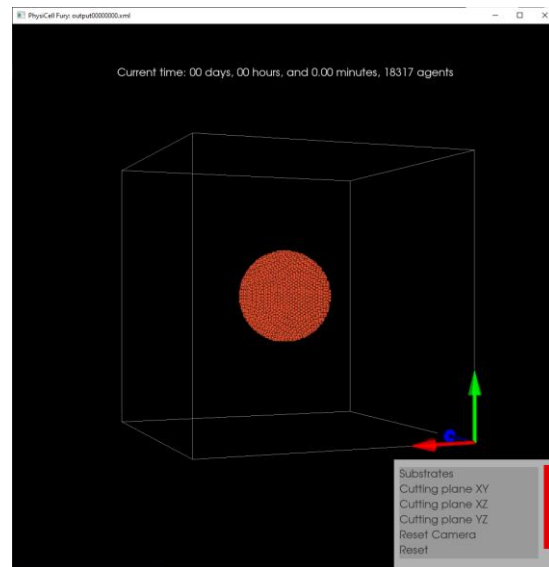 PhysiCell Fury: output00000000.xml
Current time: 00 days, 00 hours, and 0.00 minutes, 18317 agents
Substrates
Cutting plane XY
Cutting plane XZ
Cutting plane YZ
Reset Camera
Reset